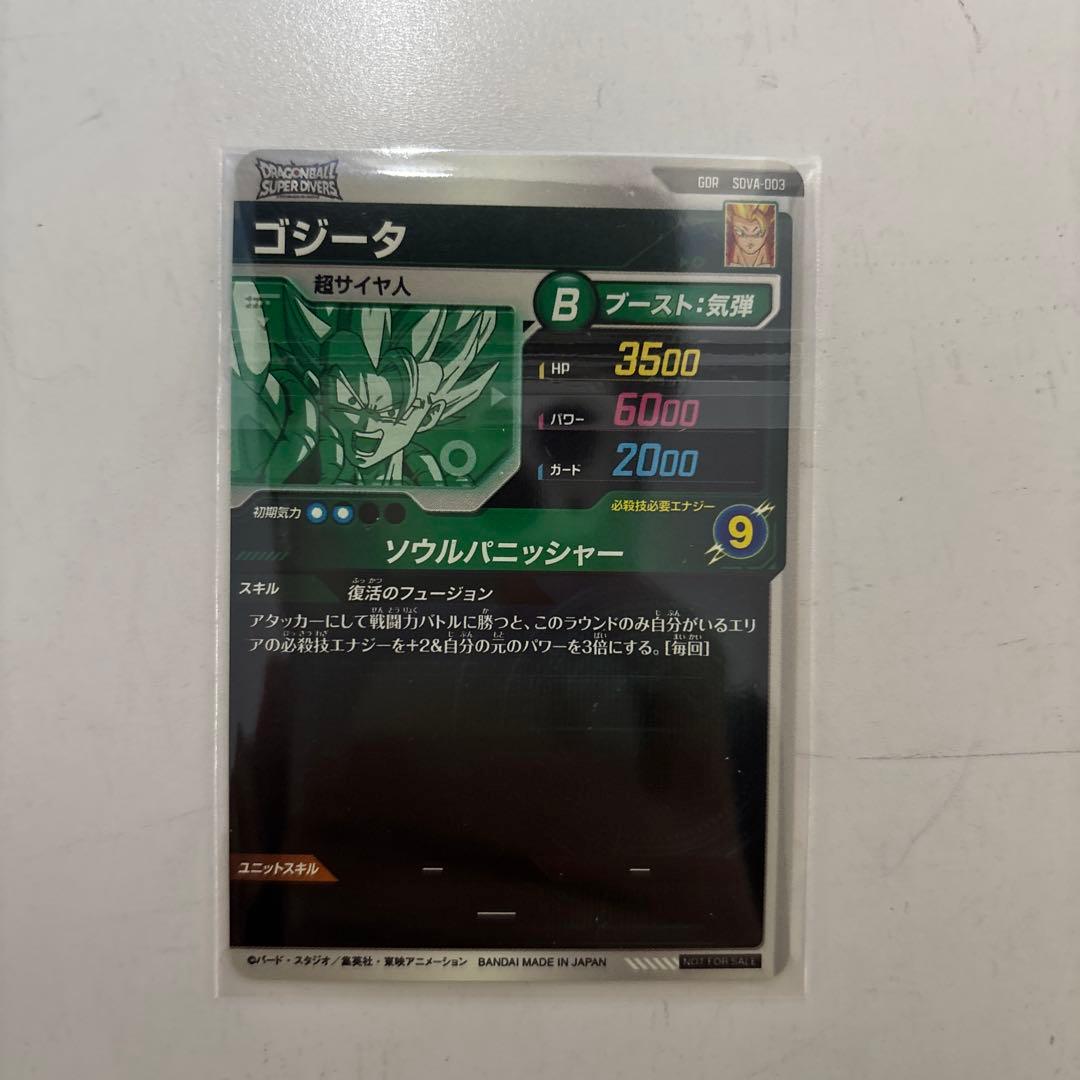 DRAGONBALL
SUPER DIVERS
GDR SDVA-003
ゴジータ
超サイヤ人
B ブースト:気弾
HP 3500
パワー 6000
ガード 2000
初期気力
必殺技必要エナジー
9
ソウルパニッシャー
スキル 復活のフュージョン
アタッカーにして戦闘力バトルに勝つと、このラウンドのみ自分がいるエリ
アの必殺技エナジーを+2&自分の元のパワーを3倍にする。[毎回]
ユニットスキル — —
—
©バード・スタジオ/集英社・東映アニメーション BANDAI MADE IN JAPAN NOT FOR SALE